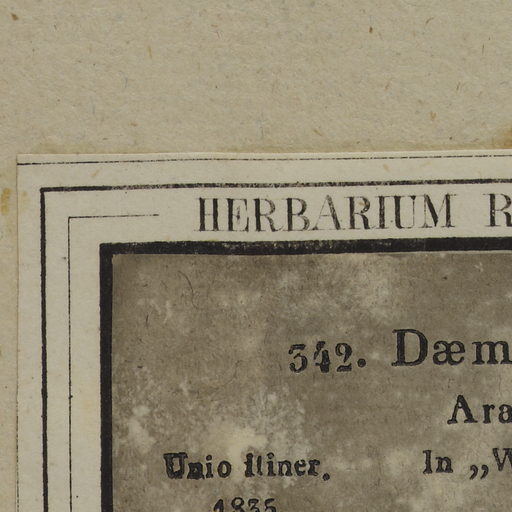 HERBARIUM R
342. Dæm
Ara
Unio itiner. In „W
1835